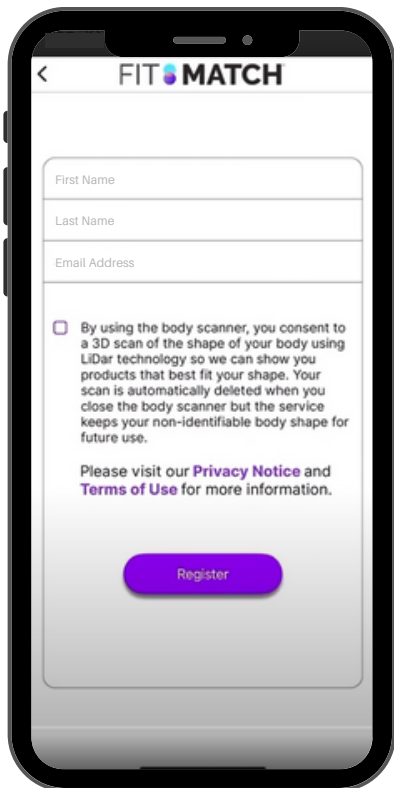 FIT MATCH
First Name
Last Name
Email Address
By using the body scanner, you consent to
a 3D scan of the shape of your body using
LiDar technology so we can show you
products that best fit your shape. Your
scan is automatically deleted when you
close the body scanner but the service
keeps your non-identifiable body shape for
future use.
Please visit our Privacy Notice and
Terms of Use for more information.
Register